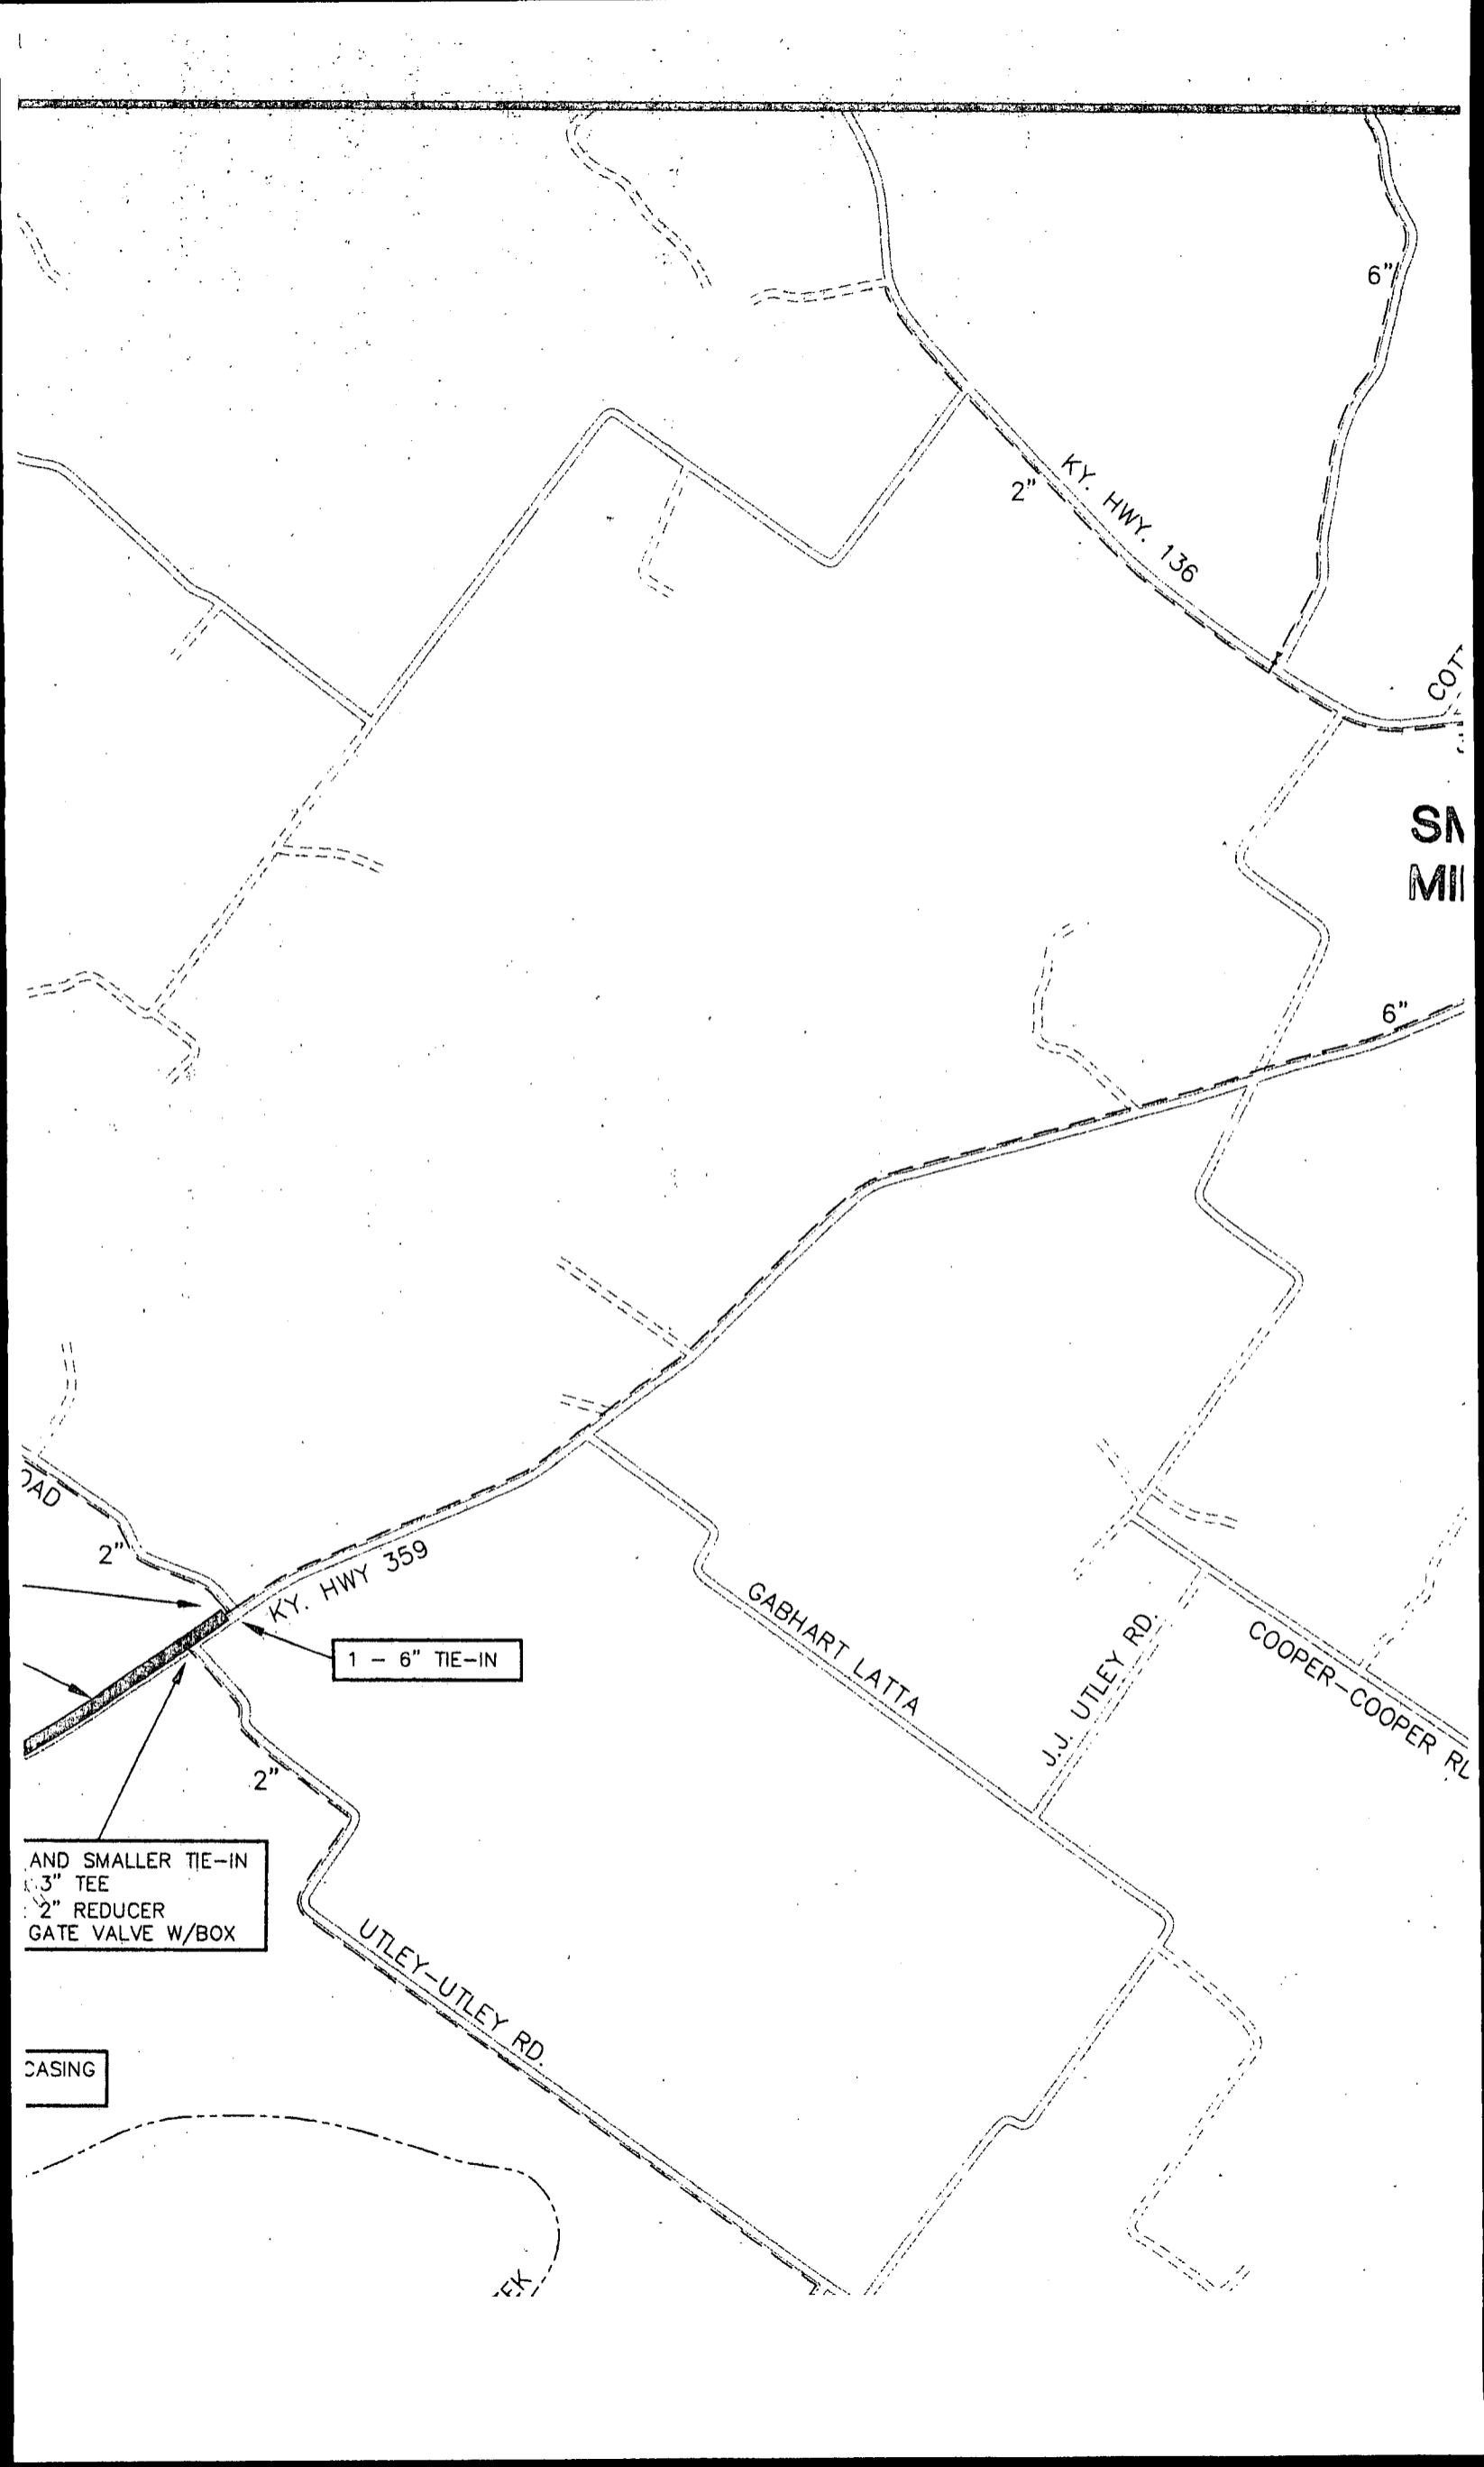 6"
KY. HWY. 136
2"
COTT
SM
MIL
6"
OAD
2"
KY. HWY 359
1 – 6" TIE–IN
GABHART LATTA
J.J. UTLEY RD.
COOPER–COOPER RD
2"
AND SMALLER TIE–IN
3" TEE
2" REDUCER
GATE VALVE W/BOX
UTLEY–UTLEY RD.
CASING
EK